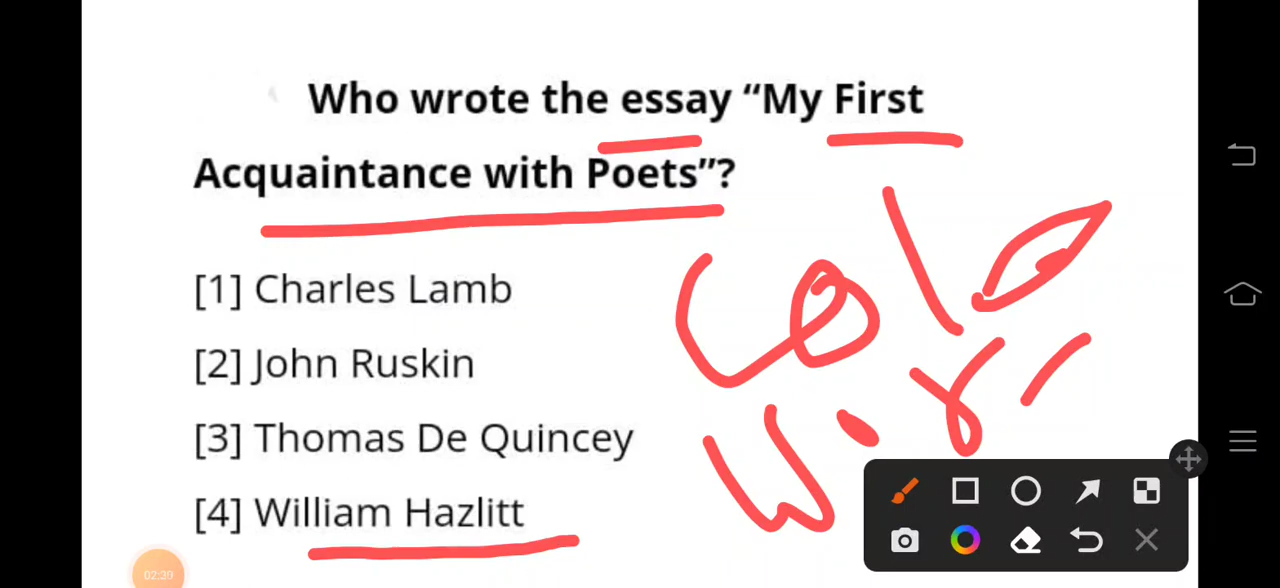 Who wrote the essay “My First
Acquaintance with Poets”?
[1] Charles Lamb
[2] John Ruskin
[3] Thomas De Quincey
[4] William Hazlitt
02:30